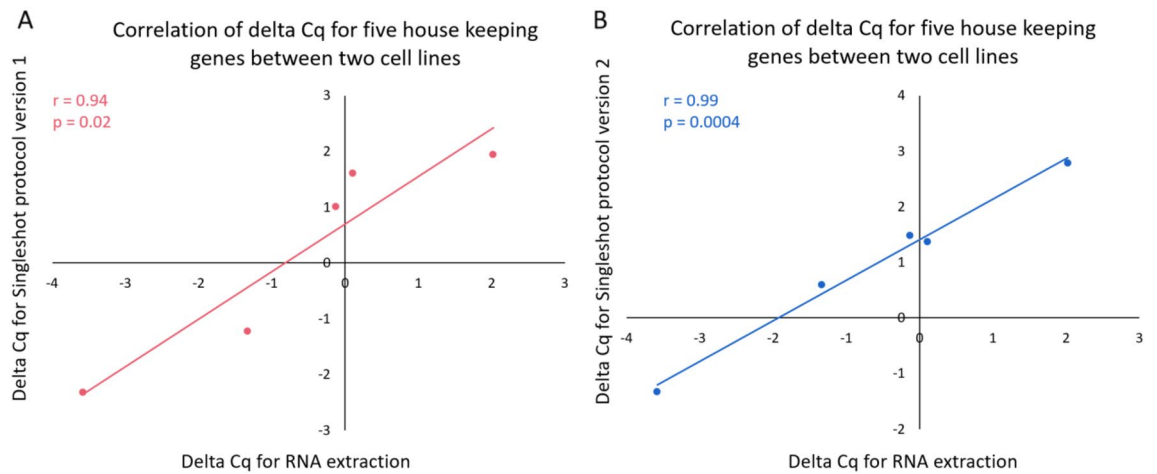 A
Correlation of delta Cq for five house keeping
genes between two cell lines
Delta Cq for Singleshot protocol version 1
r = 0.94
p = 0.02
3
2
1
0
-1
-2
-3
-4
-3
-2
-1
0
1
2
3
Delta Cq for RNA extraction
B
Correlation of delta Cq for five house keeping
genes between two cell lines
Delta Cq for Singleshot protocol version 2
r = 0.99
p = 0.0004
4
3
2
1
0
-1
-2
-4
-3
-2
-1
0
1
2
3
Delta Cq for RNA extraction